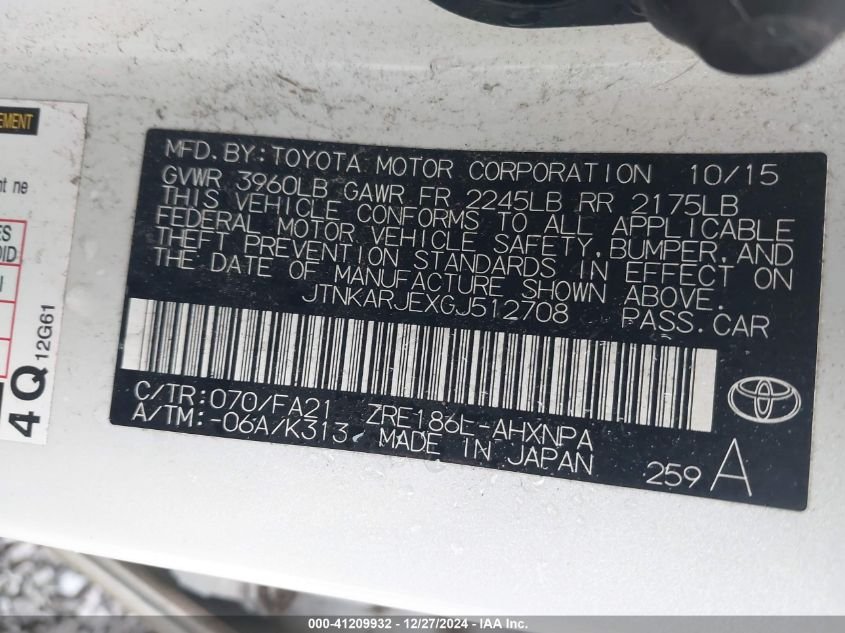 MFD.BY:TOYOTA MOTOR CORPORATION 10/15
GVWR 3960LB GAWR FR 2245LB RR 2175LB
THIS VEHICLE CONFORMS TO ALL APPLICABLE
FEDERAL MOTOR VEHICLE SAFETY,BUMPER,AND
THEFT PREVENTION STANDARDS IN EFFECT ON
THE DATE OF MANUFACTURE SHOWN ABOVE.
JTNKARJEXGJ512708 PASS.CAR
C/TR:070/FA21 ZRE186L-AHXNPA
A/TM:-06A/K313 MADE IN JAPAN
259 A
4Q 12G61
000-41209932 - 12/27/2024 - IAA Inc.